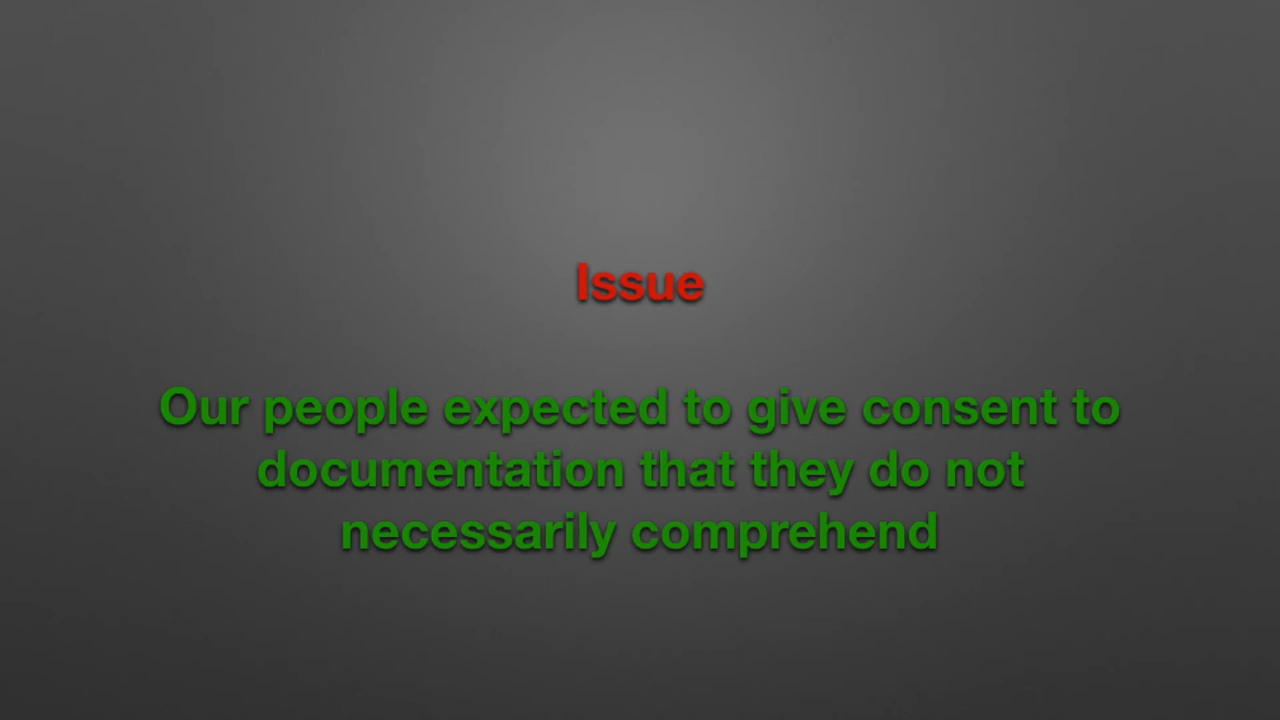 Issue
Our people expected to give consent to
documentation that they do not
necessarily comprehend